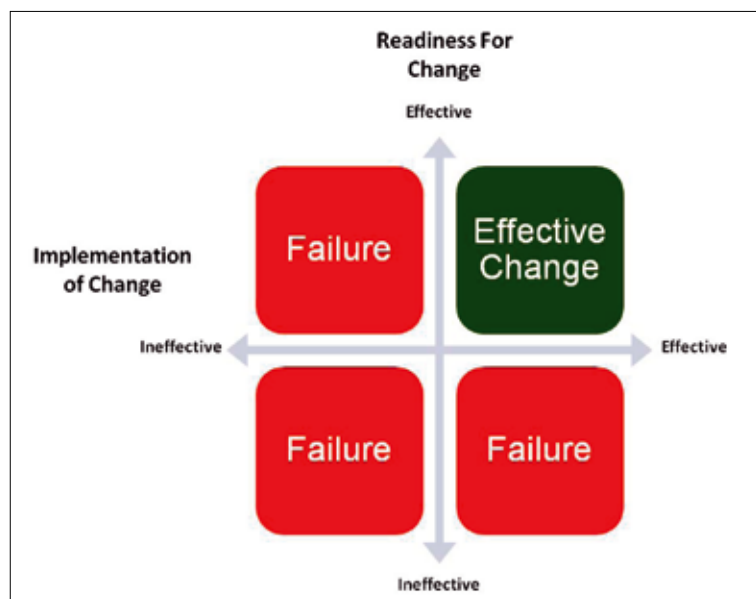 Readiness For
Change
Effective
Failure
Effective
Change
Implementation
of Change
Ineffective
Effective
Failure
Failure
Ineffective